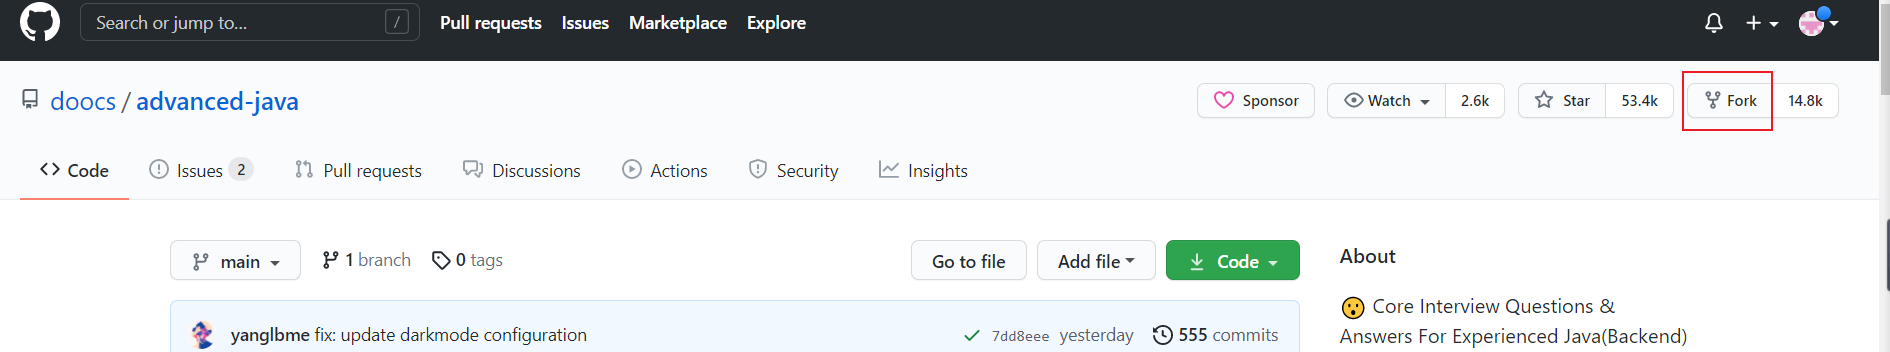 Search or jump to... / Pull requests Issues Marketplace Explore
doocs / advanced-java Sponsor Watch 2.6k Star 53.4k Fork 14.8k
Code Issues 2 Pull requests Discussions Actions Security Insights
main 1 branch 0 tags Go to file Add file Code About
😮 Core Interview Questions &
yanglbme fix: update darkmode configuration 7dd8eee yesterday 555 commits
Answers For Experienced Java(Backend)